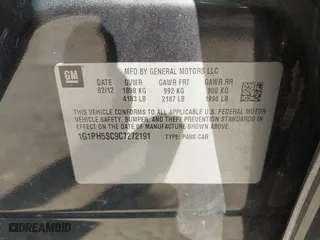 GM
MFD BY GENERAL MOTORS LLC
DATE GVWR GAWR FRT GAWR RR
02/12 1898 KG 992 KG 906 KG
4183 LB 2187 LB 1996 LB
THIS VEHICLE CONFORMS TO ALL APPLICABLE U.S. FEDERAL MOTOR
VEHICLE SAFETY, BUMPER, AND THEFT PREVENTION STANDARDS
IN EFFECT ON THE DATE OF MANUFACTURE SHOWN ABOVE.
1G1PH5SC9C7272191 TYPE: PASS CAR
DREAMBID